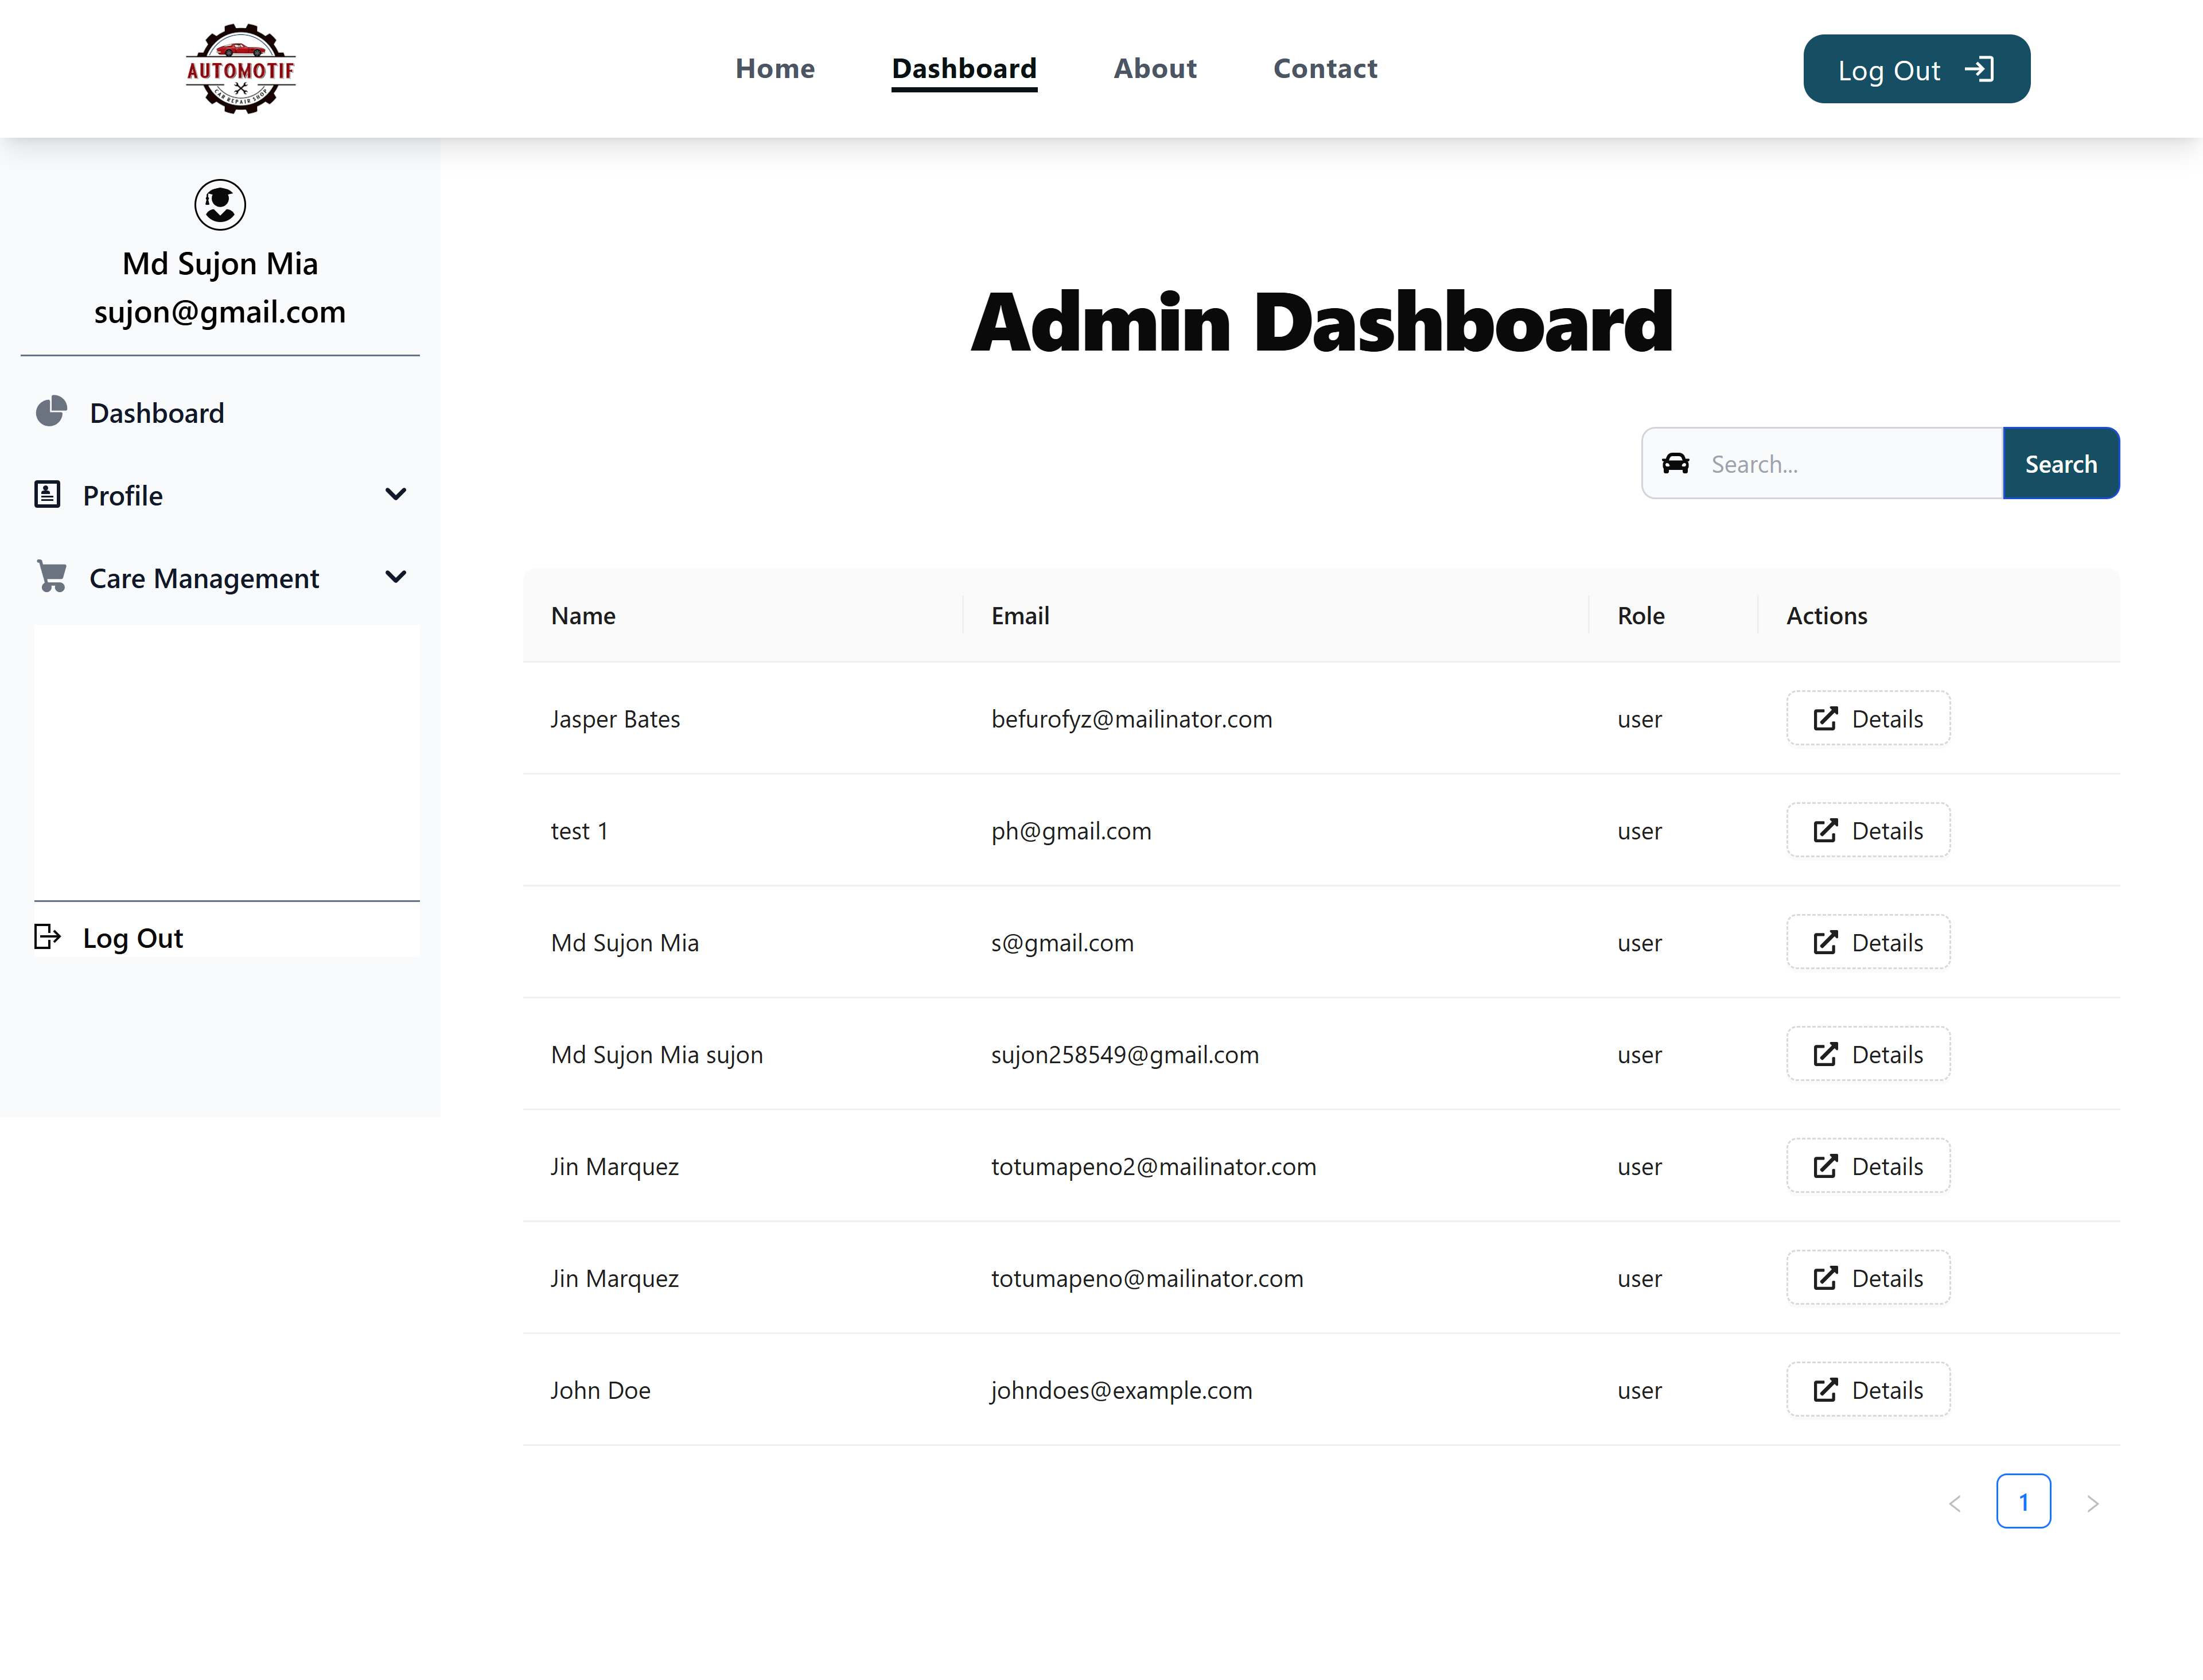 AUTOMOTIF
CAR REPAIR SHOP
Home
Dashboard
About
Contact
Log Out
Md Sujon Mia
sujon@gmail.com
Dashboard
Profile
Care Management
Log Out
Admin Dashboard
Search...
Search
Name Email Role Actions
Jasper Bates befurofyz@mailinator.com user Details
test 1 ph@gmail.com user Details
Md Sujon Mia s@gmail.com user Details
Md Sujon Mia sujon sujon258549@gmail.com user Details
Jin Marquez totumapeno2@mailinator.com user Details
Jin Marquez totumapeno@mailinator.com user Details
John Doe johndoes@example.com user Details
< 1 >